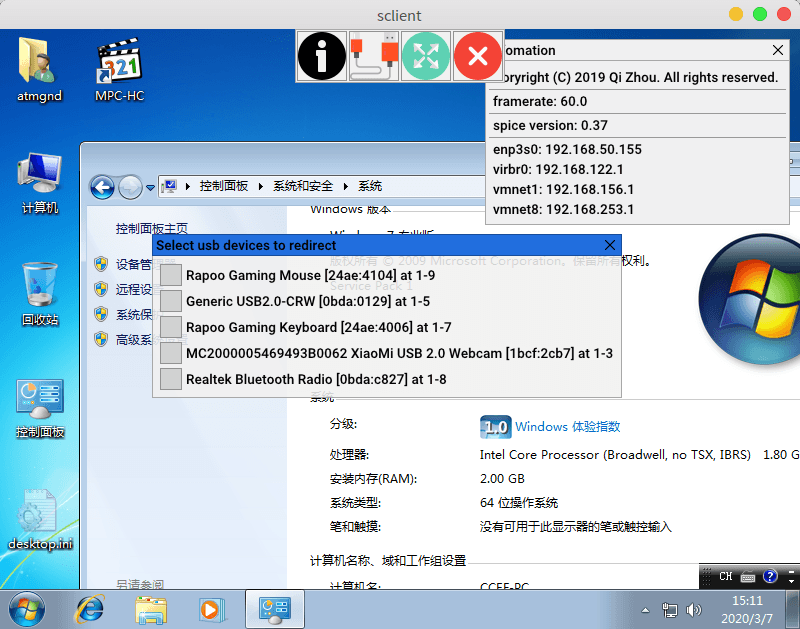 sclient
atmgnd
321
MPC-HC
omation
opyright (C) 2019 Qi Zhou. All rights reserved.
framerate: 60.0
spice version: 0.37
enp3s0: 192.168.50.155
virbr0: 192.168.122.1
vmnet1: 192.168.156.1
vmnet8: 192.168.253.1
计算机
控制面板 系统和安全 系统
控制面板主页
Windows 版本
Select usb devices to redirect
版权所有 © 2009 Microsoft Corporation。保留所有权利。
设备管
Rapoo Gaming Mouse [24ae:4104] at 1-9
Service Pack 1
远程设
Generic USB2.0-CRW [0bda:0129] at 1-5
系统保
Rapoo Gaming Keyboard [24ae:4006] at 1-7
高级系
MC2000005469493B0062 XiaoMi USB 2.0 Webcam [1bcf:2cb7] at 1-3
Realtek Bluetooth Radio [0bda:c827] at 1-8
回收站
系统
分级:
1.0 Windows 体验指数
控制面板
处理器:
Intel Core Processor (Broadwell, no TSX, IBRS) 1.80 G
安装内存(RAM):
2.00 GB
系统类型:
64 位操作系统
笔和触摸:
没有可用于此显示器的笔或触控输入
desktop.ini
计算机名称、域和工作组设置
另请参阅
计算机名:
CCEE-PC
CH
15:11
2020/3/7